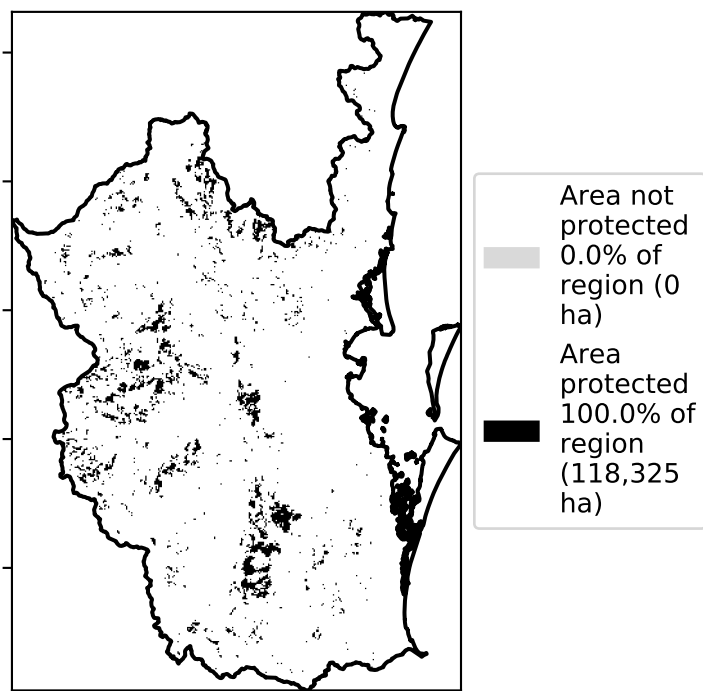 Area not
protected
0.0% of
region (0
ha)
Area
protected
100.0% of
region
(118,325
ha)